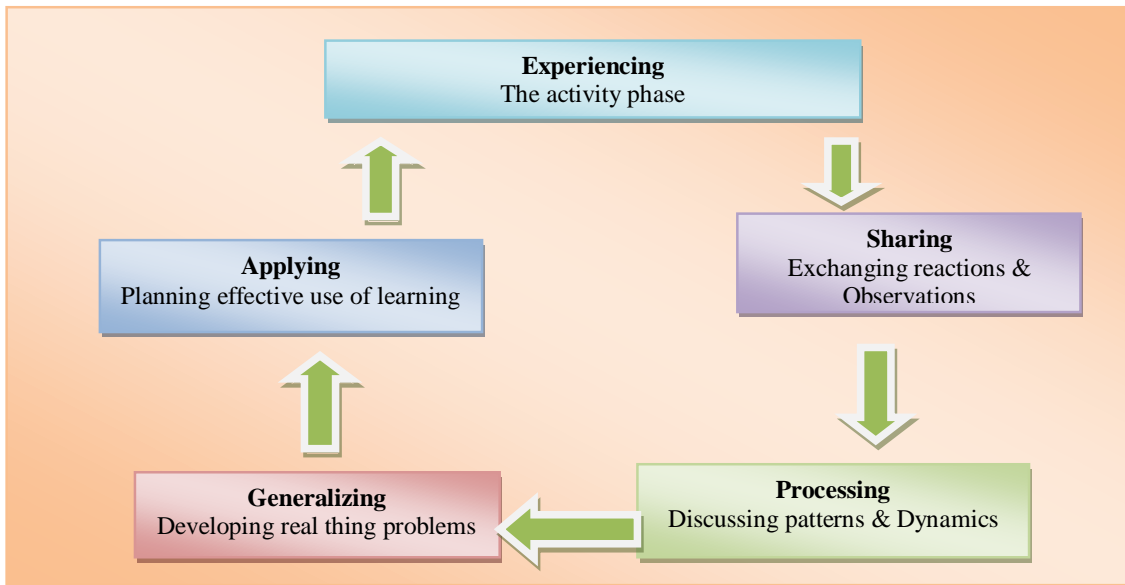 Experiencing
The activity phase
Sharing
Exchanging reactions &
Observations
Applying
Planning effective use of learning
Generalizing
Developing real thing problems
Processing
Discussing patterns & Dynamics